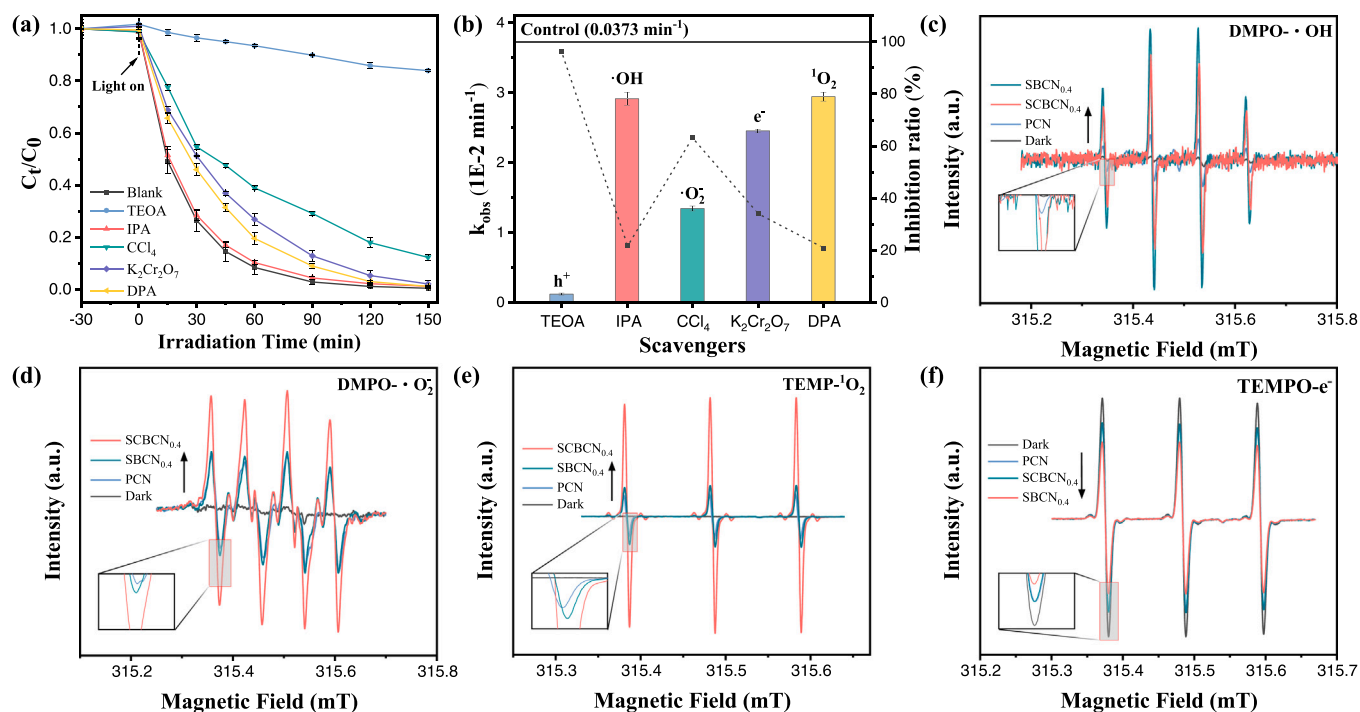 (a)
1.0
0.8
0.6
0.4
0.2
0.0
Cₜ/C₀
Light on
Blank
TEOA
IPA
CCl₄
K₂Cr₂O₇
DPA
-30 0 30 60 90 120 150
Irradiation Time (min)
(b)
Control (0.0373 min⁻¹)
4
3
2
1
0
k_obs (1E-2 min⁻¹)
h⁺
·OH
·O₂⁻
e⁻
¹O₂
100
80
60
40
20
0
Inhibition ratio (%)
TEOA IPA CCl₄ K₂Cr₂O₇ DPA
Scavengers
(c)
DMPO- · OH
SBCN₀.₄
SCBCN₀.₄
PCN
Dark
Intensity (a.u.)
315.2 315.4 315.6 315.8
Magnetic Field (mT)
(d)
DMPO- · O₂⁻
SCBCN₀.₄
SBCN₀.₄
PCN
Dark
Intensity (a.u.)
315.2 315.4 315.6 315.8
Magnetic Field (mT)
(e)
TEMP-¹O₂
SCBCN₀.₄
SBCN₀.₄
PCN
Dark
Intensity (a.u.)
315.3 315.4 315.5 315.6
Magnetic Field (mT)
(f)
TEMPO-e⁻
Dark
PCN
SCBCN₀.₄
SBCN₀.₄
Intensity (a.u.)
315.2 315.3 315.4 315.5 315.6 315.7
Magnetic Field (mT)